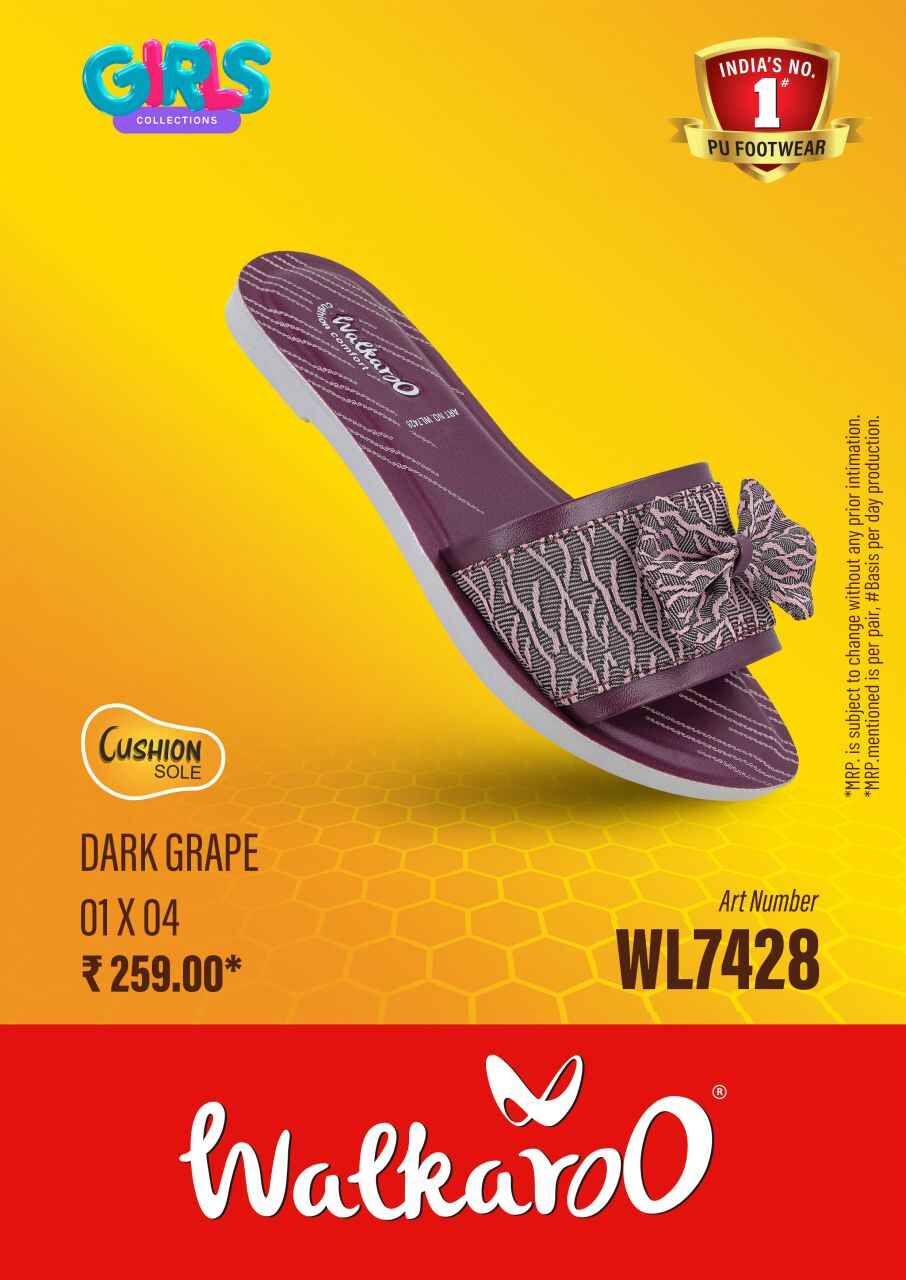 GIRLS
COLLECTIONS
INDIA'S NO.
1#
PU FOOTWEAR
Walkaroo
Fashion comfort
ART NO. WL7428
*MRP. is subject to change without any prior intimation.
*MRP.mentioned is per pair, #Basis per day production.
CUSHION
SOLE
DARK GRAPE
01 X 04
₹ 259.00*
Art Number
WL7428
Walkaroo®